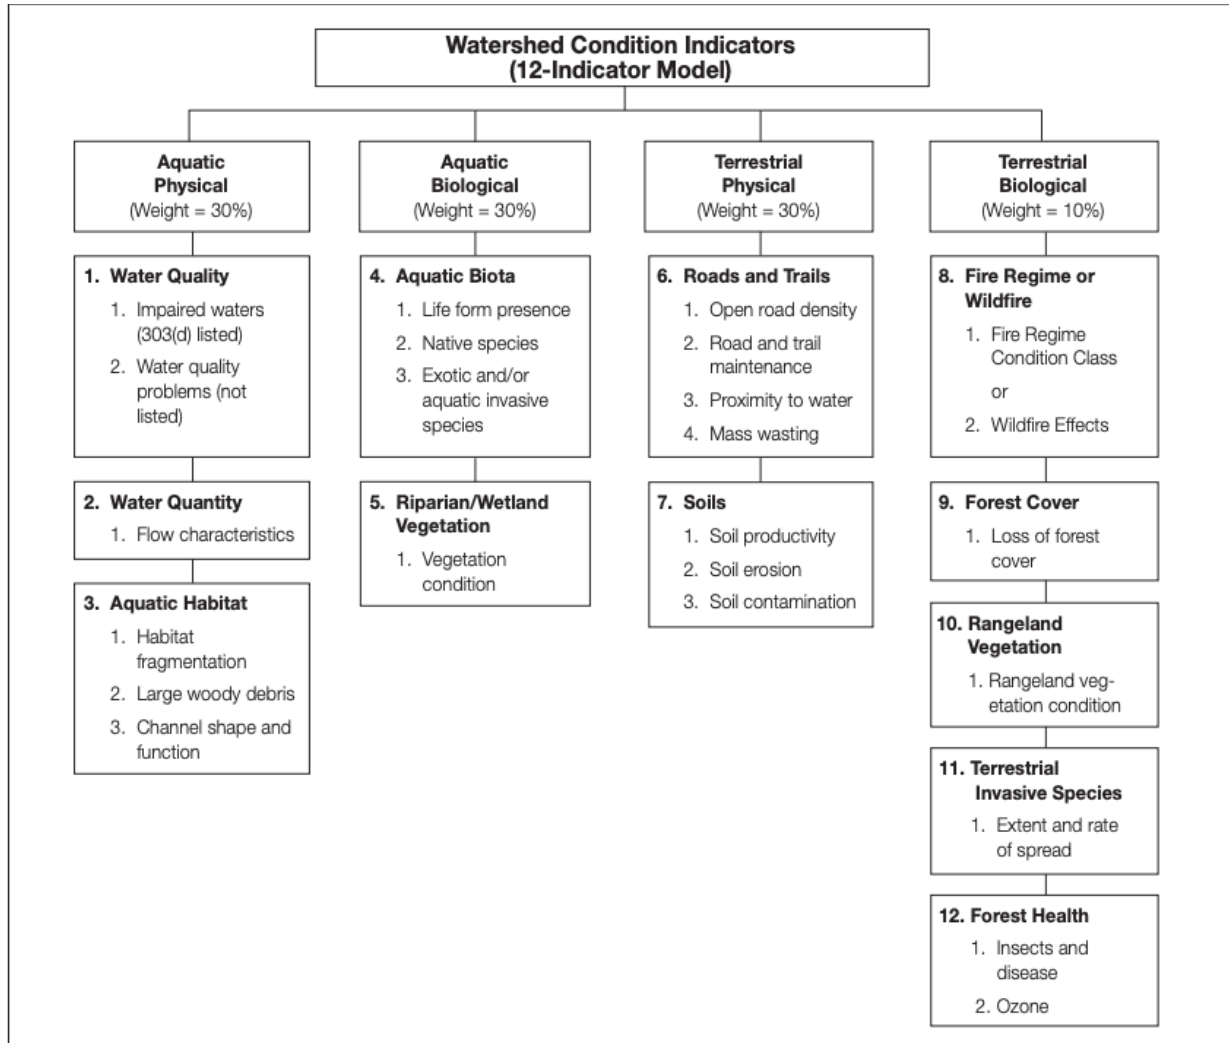 Watershed Condition Indicators
(12-Indicator Model)
Aquatic
Physical
(Weight = 30%)
1. Water Quality
1. Impaired waters
(303(d) listed)
2. Water quality
problems (not
listed)
2. Water Quantity
1. Flow characteristics
3. Aquatic Habitat
1. Habitat
fragmentation
2. Large woody debris
3. Channel shape and
function
Aquatic
Biological
(Weight = 30%)
4. Aquatic Biota
1. Life form presence
2. Native species
3. Exotic and/or
aquatic invasive
species
5. Riparian/Wetland
Vegetation
1. Vegetation
condition
Terrestrial
Physical
(Weight = 30%)
6. Roads and Trails
1. Open road density
2. Road and trail
maintenance
3. Proximity to water
4. Mass wasting
7. Soils
1. Soil productivity
2. Soil erosion
3. Soil contamination
Terrestrial
Biological
(Weight = 10%)
8. Fire Regime or
Wildfire
1. Fire Regime
Condition Class
or
2. Wildfire Effects
9. Forest Cover
1. Loss of forest
cover
10. Rangeland
Vegetation
1. Rangeland veg-
etation condition
11. Terrestrial
Invasive Species
1. Extent and rate
of spread
12. Forest Health
1. Insects and
disease
2. Ozone